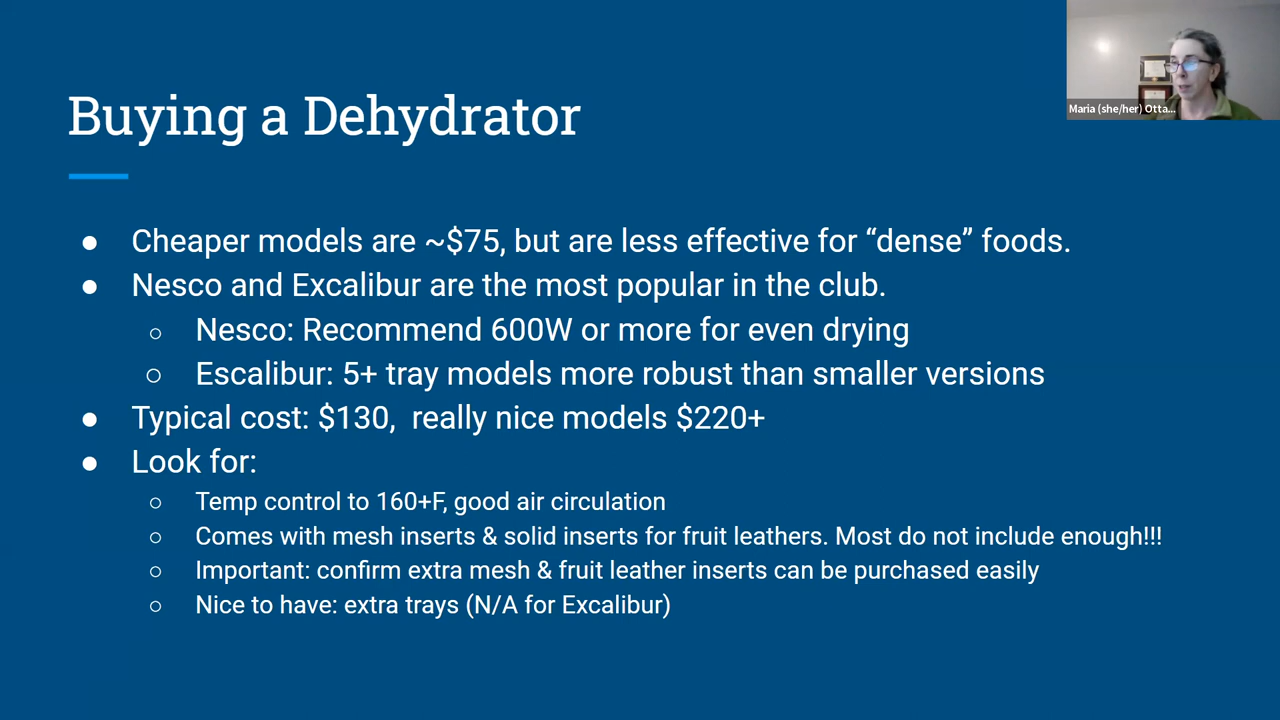 Buying a Dehydrator
Maria (she/her) Otta...
● Cheaper models are ~$75, but are less effective for “dense” foods.
● Nesco and Excalibur are the most popular in the club.
○ Nesco: Recommend 600W or more for even drying
○ Escalibur: 5+ tray models more robust than smaller versions
● Typical cost: $130,  really nice models $220+
● Look for:
○ Temp control to 160+F, good air circulation
○ Comes with mesh inserts & solid inserts for fruit leathers. Most do not include enough!!!
○ Important: confirm extra mesh & fruit leather inserts can be purchased easily
○ Nice to have: extra trays (N/A for Excalibur)